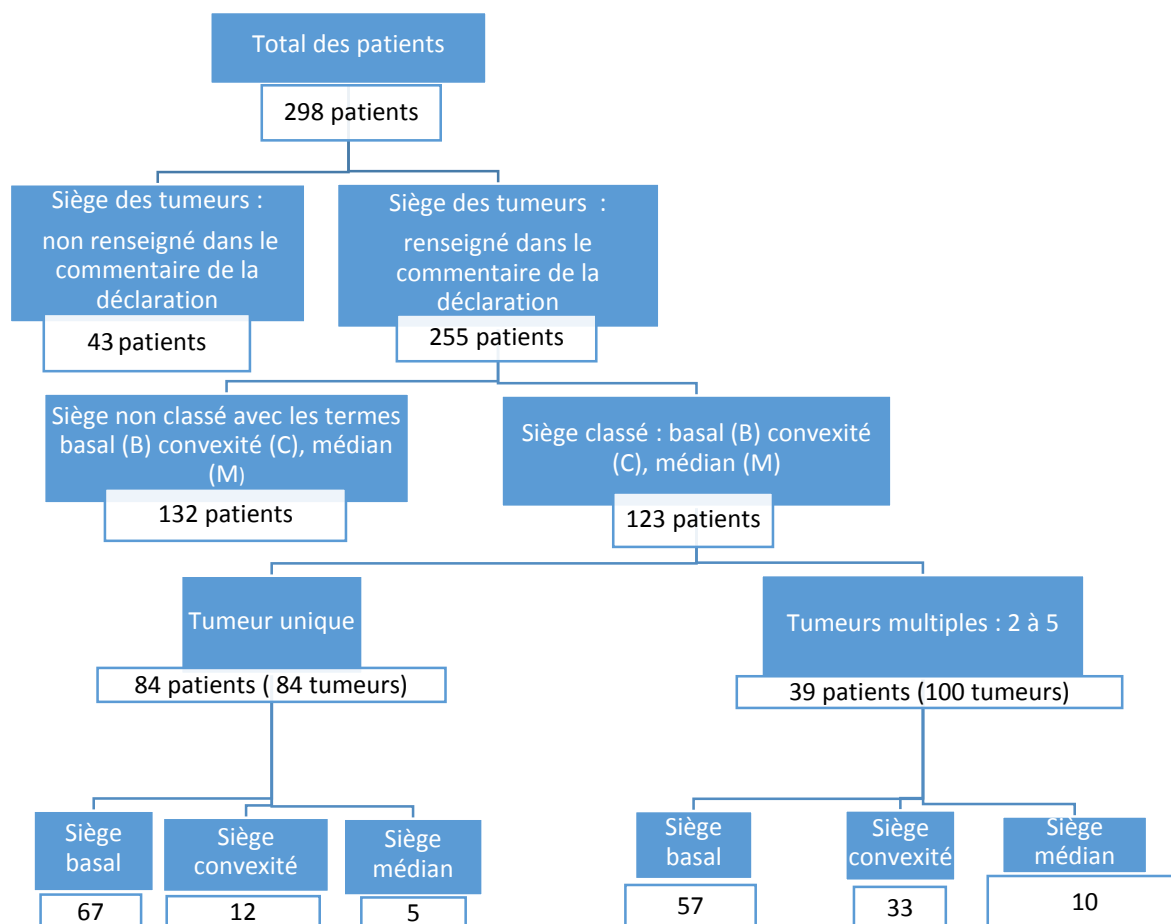 Total des patients
298 patients
Siège des tumeurs :
non renseigné dans le
commentaire de la
déclaration
43 patients
Siège des tumeurs :
renseigné dans le
commentaire de la
déclaration
255 patients
Siège non classé avec les termes
basal (B) convexité (C), médian
(M)
132 patients
Siège classé : basal (B) convexité
(C), médian (M)
123 patients
Tumeur unique
84 patients ( 84 tumeurs)
Tumeurs multiples : 2 à 5
39 patients (100 tumeurs)
Siège
basal
67
Siège
convexité
12
Siège
médian
5
Siège
basal
57
Siège
convexité
33
Siège
médian
10